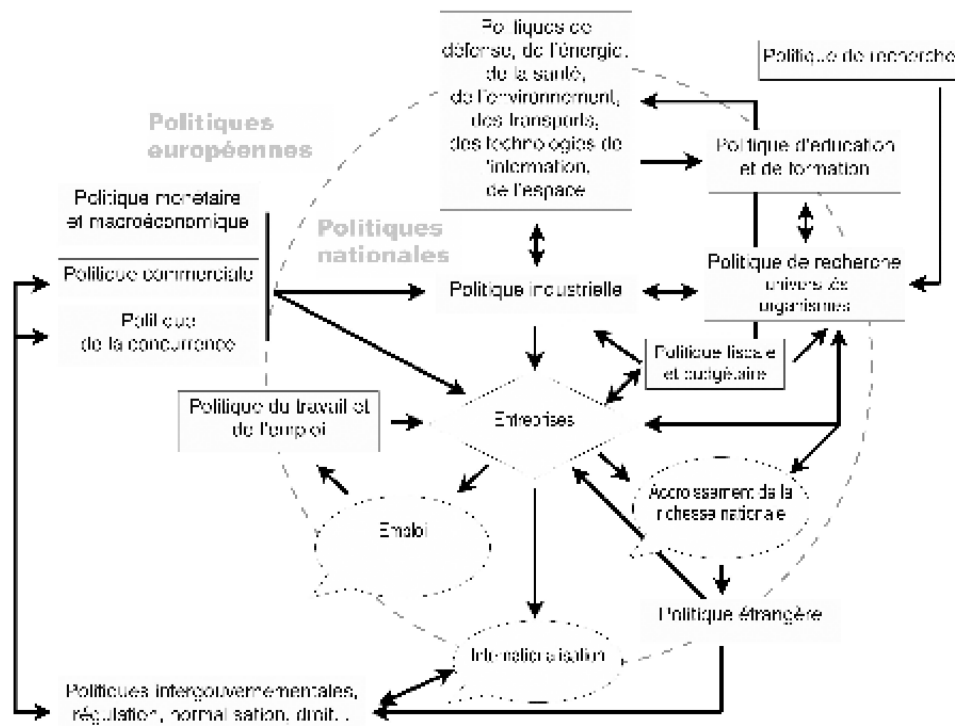 Politiques de
défense, de l'énergie,
de la santé,
de l'environnement,
des transports,
des technologies de
l'information,
de l'espace
Politique de recherche
Politiques
européennes
Politique d'éducation
et de formation
Politique monétaire
et macroéconomique
Politiques
nationales
Politique commerciale
Politique industrielle
Politique de recherche
universités
organismes
Politique
de la concurrence
Politique fiscale
et budgétaire
Politique du travail et
de l'emploi
Entreprises
Accroissement de la
richesse nationale
Emploi
Politique étrangère
Internationalisation
Politiques intergouvernementales,
régulation, normalisation, droit...